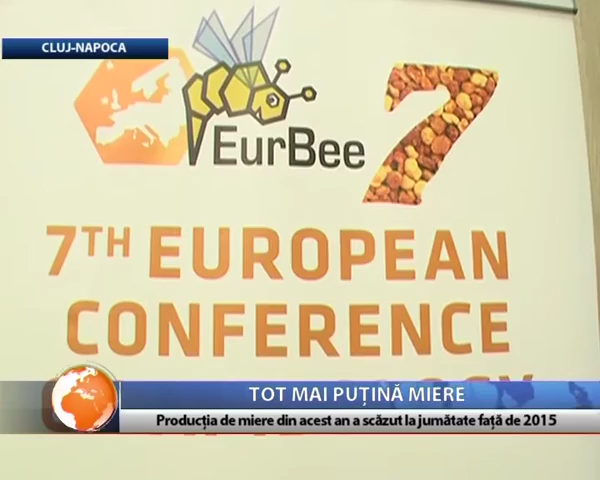 CLUJ-NAPOCA
EurBee 7
7TH EUROPEAN
CONFERENCE
TOT MAI PUȚINĂ MIERE
Producția de miere din acest an a scăzut la jumătate față de 2015